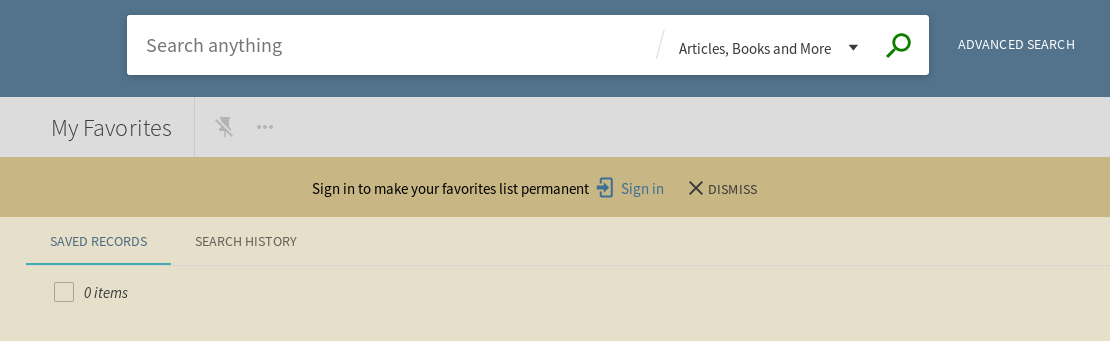 Search anything
Articles, Books and More
ADVANCED SEARCH
My Favorites
Sign in to make your favorites list permanent Sign in DISMISS
SAVED RECORDS SEARCH HISTORY
0 items